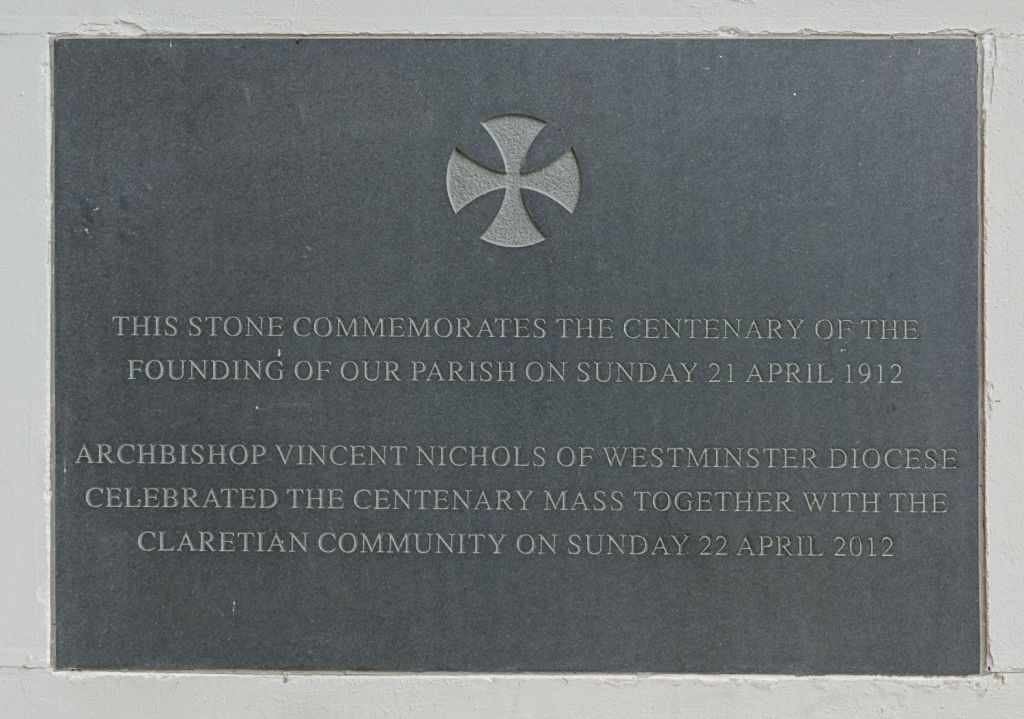 THIS STONE COMMEMORATES THE CENTENARY OF THE
FOUNDING OF OUR PARISH ON SUNDAY 21 APRIL 1912
ARCHBISHOP VINCENT NICHOLS OF WESTMINSTER DIOCESE
CELEBRATED THE CENTENARY MASS TOGETHER WITH THE
CLARETIAN COMMUNITY ON SUNDAY 22 APRIL 2012